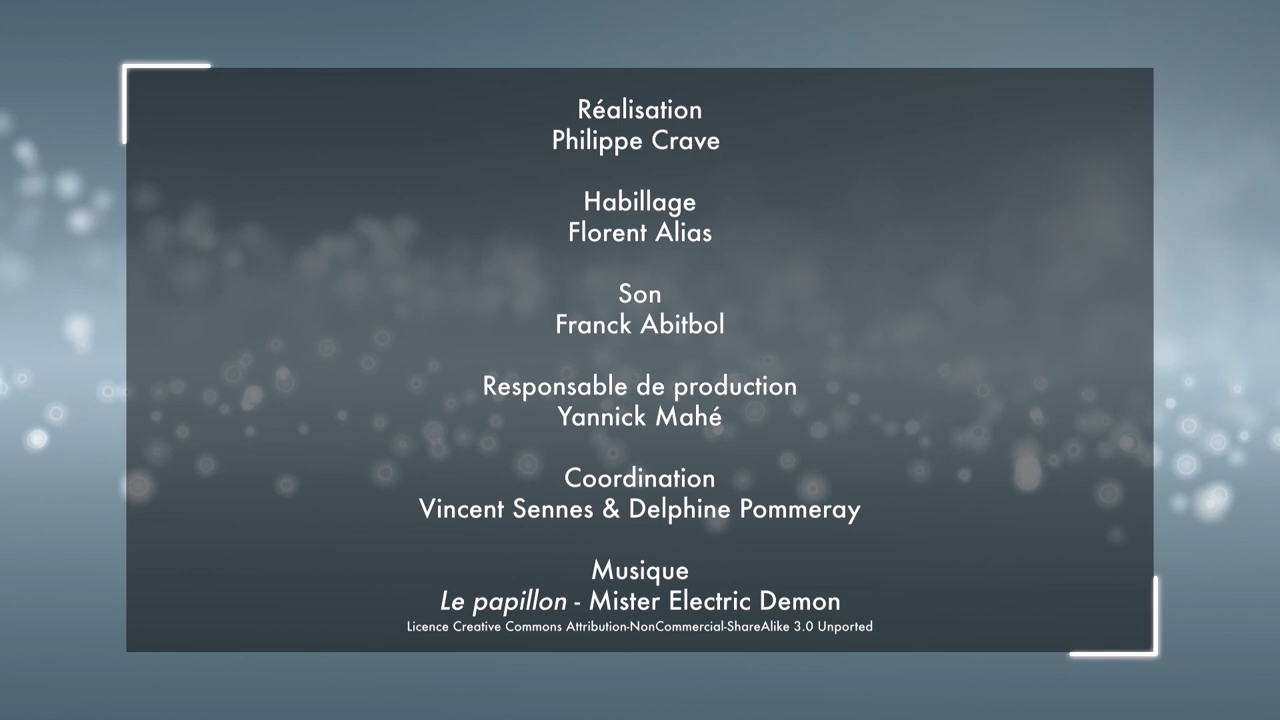 Réalisation
Philippe Crave
Habillage
Florent Alias
Son
Franck Abitbol
Responsable de production
Yannick Mahé
Coordination
Vincent Sennes & Delphine Pommeray
Musique
Le papillon - Mister Electric Demon
Licence Creative Commons Attribution-NonCommercial-ShareAlike 3.0 Unported